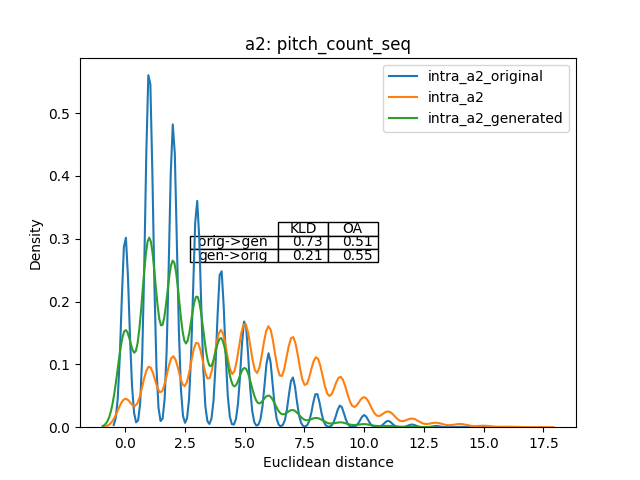 a2: pitch_count_seq
intra_a2_original
intra_a2
intra_a2_generated
KLD OA
orig->gen 0.73 0.51
gen->orig 0.21 0.55
Density
0.5
0.4
0.3
0.2
0.1
0.0
0.0 2.5 5.0 7.5 10.0 12.5 15.0 17.5
Euclidean distance